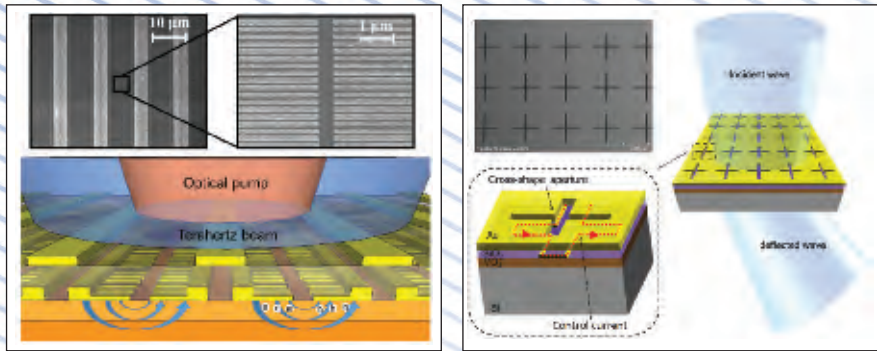 10 μm
1 μm
Optical pump
Terahertz beam
Incident wave
Cross-shape aperture
Au
VO₂
Si
deflected wave
Control current